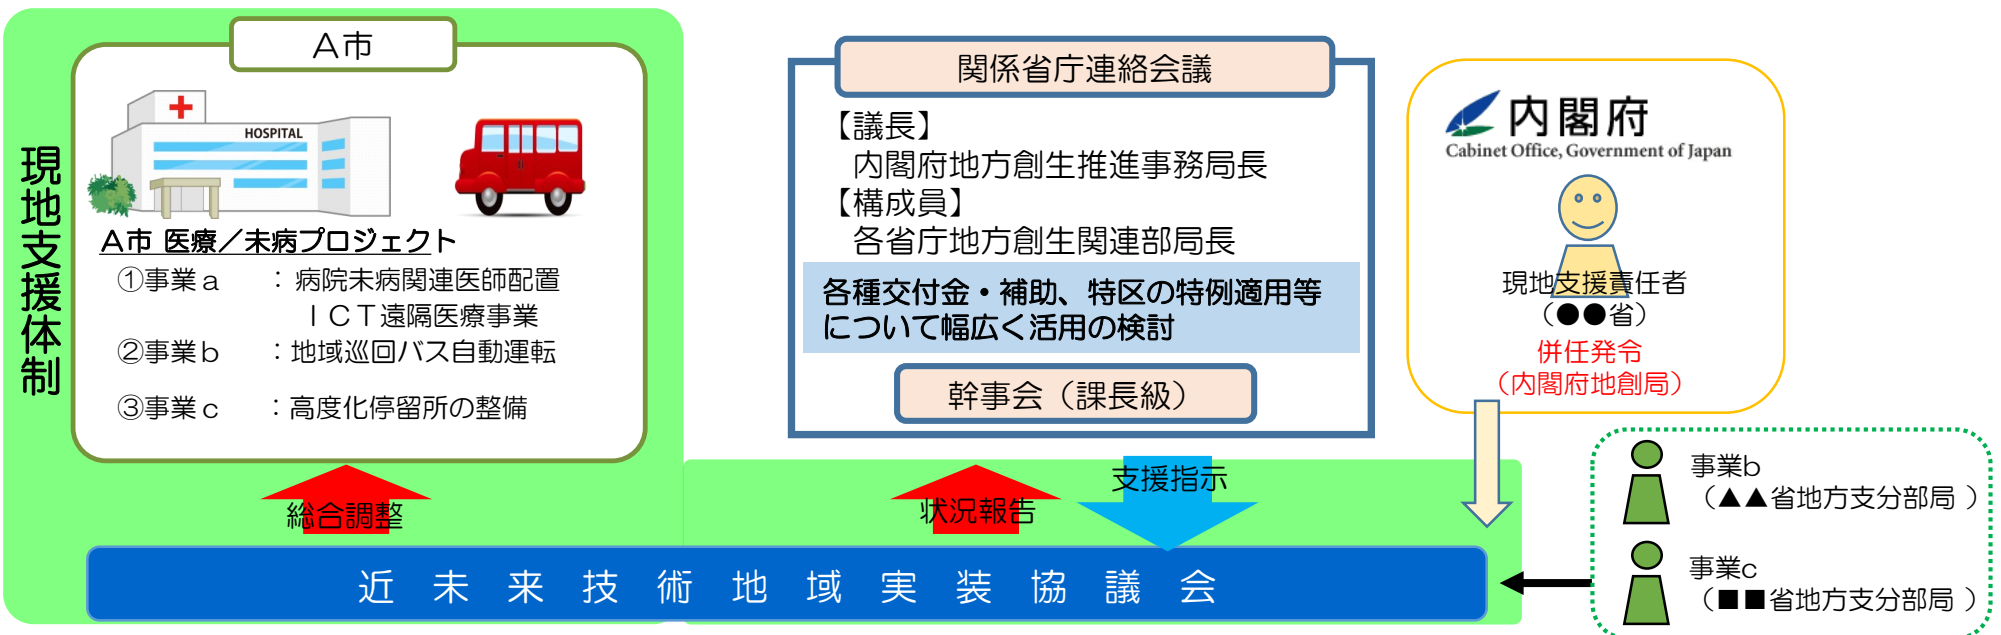 現地支援体制
A市
HOSPITAL
A市 医療／未病プロジェクト
①事業a ：病院未病関連医師配置
ＩＣＴ遠隔医療事業
②事業b ：地域巡回バス自動運転
③事業c ：高度化停留所の整備
関係省庁連絡会議
【議長】
内閣府地方創生推進事務局長
【構成員】
各省庁地方創生関連部局長
各種交付金・補助、特区の特例適用等
について幅広く活用の検討
幹事会（課長級）
内閣府
Cabinet Office, Government of Japan
現地支援責任者
（●●省）
併任発令
（内閣府地創局）
総合調整
状況報告
支援指示
事業b
（▲▲省地方支分部局 ）
事業c
（■■省地方支分部局 ）
近未来技術地域実装協議会